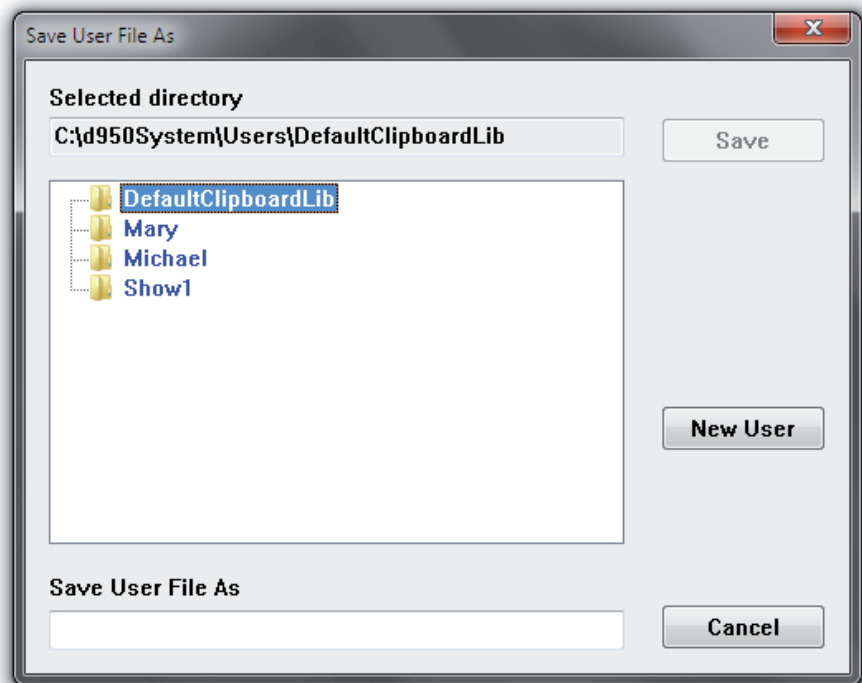 Save User File As
X
Selected directory
C:\d950System\Users\DefaultClipboardLib
Save
DefaultClipboardLib
Mary
Michael
Show1
New User
Save User File As
Cancel